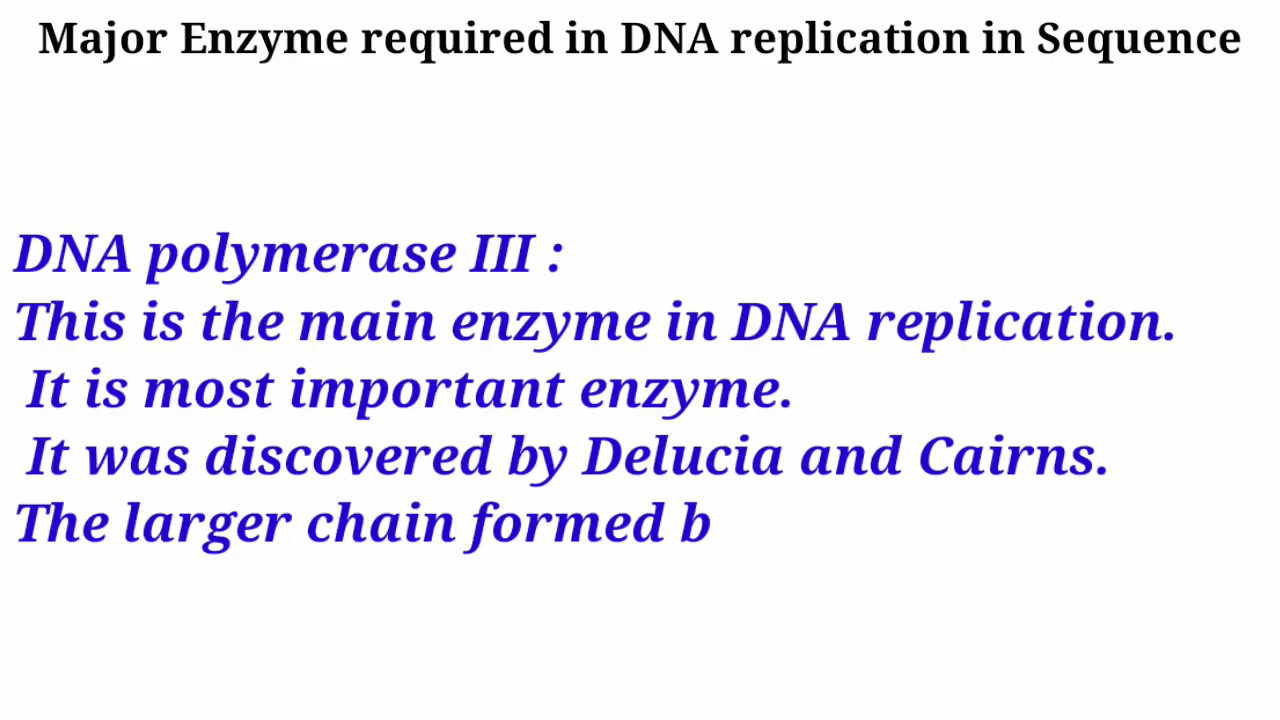 Major Enzyme required in DNA replication in Sequence
DNA polymerase III :
This is the main enzyme in DNA replication.
It is most important enzyme.
It was discovered by Delucia and Cairns.
The larger chain formed b